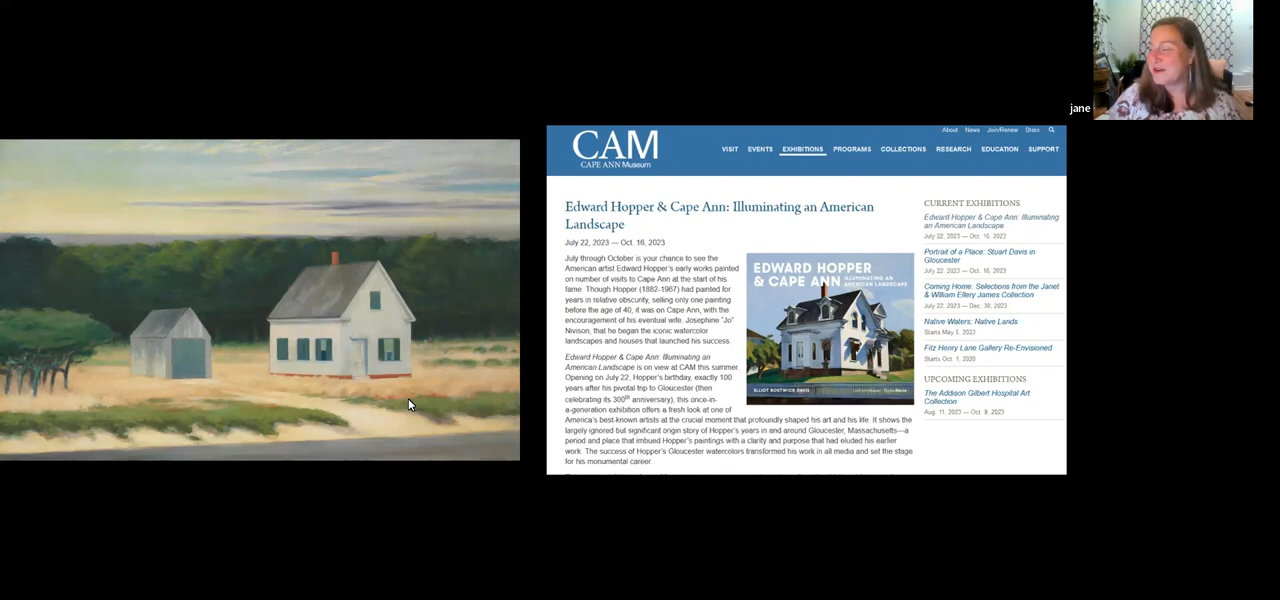 jane
CAM
CAPE ANN Museum
About News Join/Renew Store
VISIT EVENTS EXHIBITIONS PROGRAMS COLLECTIONS RESEARCH EDUCATION SUPPORT
Edward Hopper & Cape Ann: Illuminating an American
Landscape
July 22, 2023 — Oct. 16, 2023
July through October is your chance to see the
American artist Edward Hopper's early works painted
on number of visits to Cape Ann at the start of his
fame. Though Hopper (1882-1967) had painted for
years in relative obscurity, selling only one painting
before the age of 40, it was on Cape Ann, with the
encouragement of his eventual wife, Josephine "Jo"
Nivison, that he began the iconic watercolor
landscapes and houses that launched his success.
Edward Hopper & Cape Ann: Illuminating an
American Landscape is on view at CAM this summer.
Opening on July 22, Hopper's birthday, exactly 100
years after his pivotal trip to Gloucester (then
celebrating its 300th anniversary), this once-in-
a-generation exhibition offers a fresh look at one of
America's best-known artists at the crucial moment that profoundly shaped his art and his life. It shows the
largely ignored but significant origin story of Hopper's years in and around Gloucester, Massachusetts—a
period and place that imbued Hopper's paintings with a clarity and purpose that had eluded his earlier
work. The success of Hopper's Gloucester watercolors transformed his work in all media and set the stage
for his monumental career.
EDWARD HOPPER
& CAPE ANN ILLUMINATING AN
AMERICAN LANDSCAPE
ELLIOT BOSTWICK DAVIS
CURRENT EXHIBITIONS
Edward Hopper & Cape Ann: Illuminating
an American Landscape
July 22, 2023 — Oct. 16, 2023
Portrait of a Place: Stuart Davis in
Gloucester
July 22, 2023 — Oct. 16, 2023
Coming Home: Selections from the Janet
& William Ellery James Collection
July 22, 2023 — Dec. 30, 2023
Native Waters; Native Lands
Starts May 5, 2023
Fitz Henry Lane Gallery Re-Envisioned
Starts Oct. 1, 2020
UPCOMING EXHIBITIONS
The Addison Gilbert Hospital Art
Collection
Aug. 11, 2023 — Oct. 8, 2023